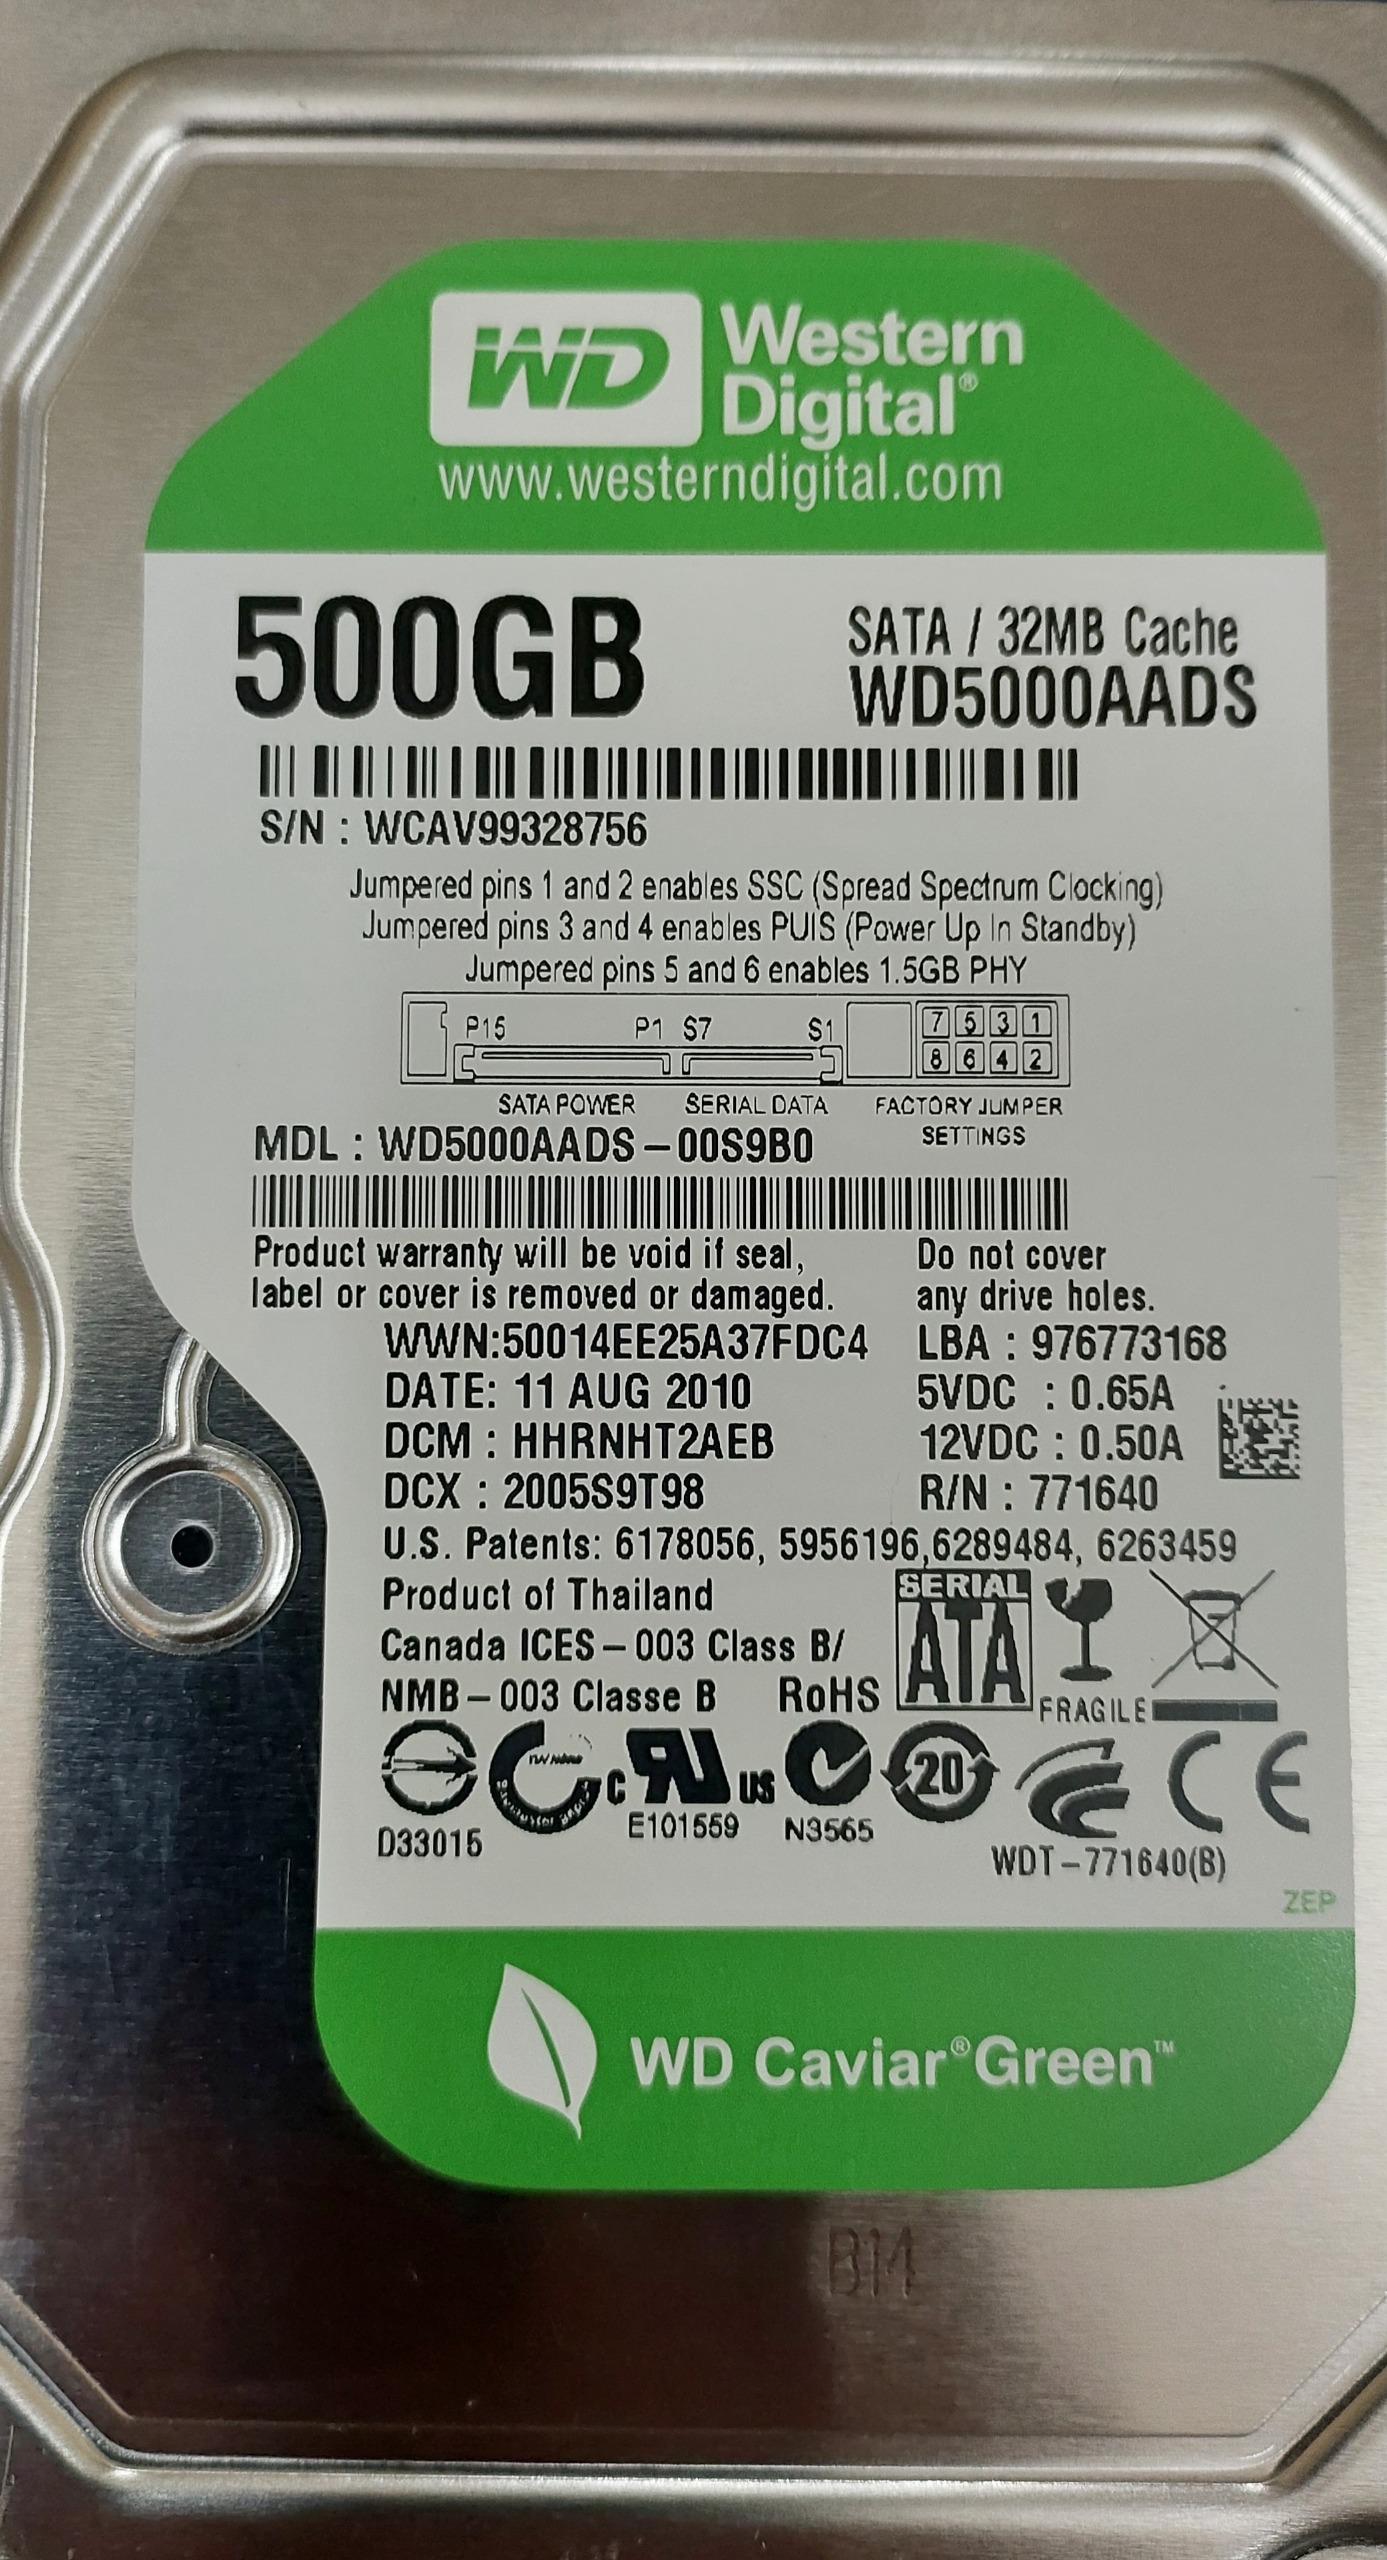 WD Western
Digital®
www.westerndigital.com
500GB SATA / 32MB Cache
WD5000AADS
S/N : WCAV99328756
Jumpered pins 1 and 2 enables SSC (Spread Spectrum Clocking)
Jumpered pins 3 and 4 enables PUIS (Power Up In Standby)
Jumpered pins 5 and 6 enables 1.5GB PHY
P15 P1 S7 S1 7 5 3 1
8 6 4 2
SATA POWER SERIAL DATA FACTORY JUMPER
SETTINGS
MDL : WD5000AADS – 00S9B0
Product warranty will be void if seal, Do not cover
label or cover is removed or damaged. any drive holes.
WWN:50014EE25A37FDC4 LBA : 976773168
DATE: 11 AUG 2010 5VDC : 0.65A
DCM : HHRNHT2AEB 12VDC : 0.50A
DCX : 2005S9T98 R/N : 771640
U.S. Patents: 6178056, 5956196,6289484, 6263459
Product of Thailand SERIAL
Canada ICES – 003 Class B/ ATA
NMB – 003 Classe B RoHS FRAGILE
c US 20 CE
D33015 E101559 N3565
WDT – 771640(B)
ZEP
WD Caviar® Green™
B14